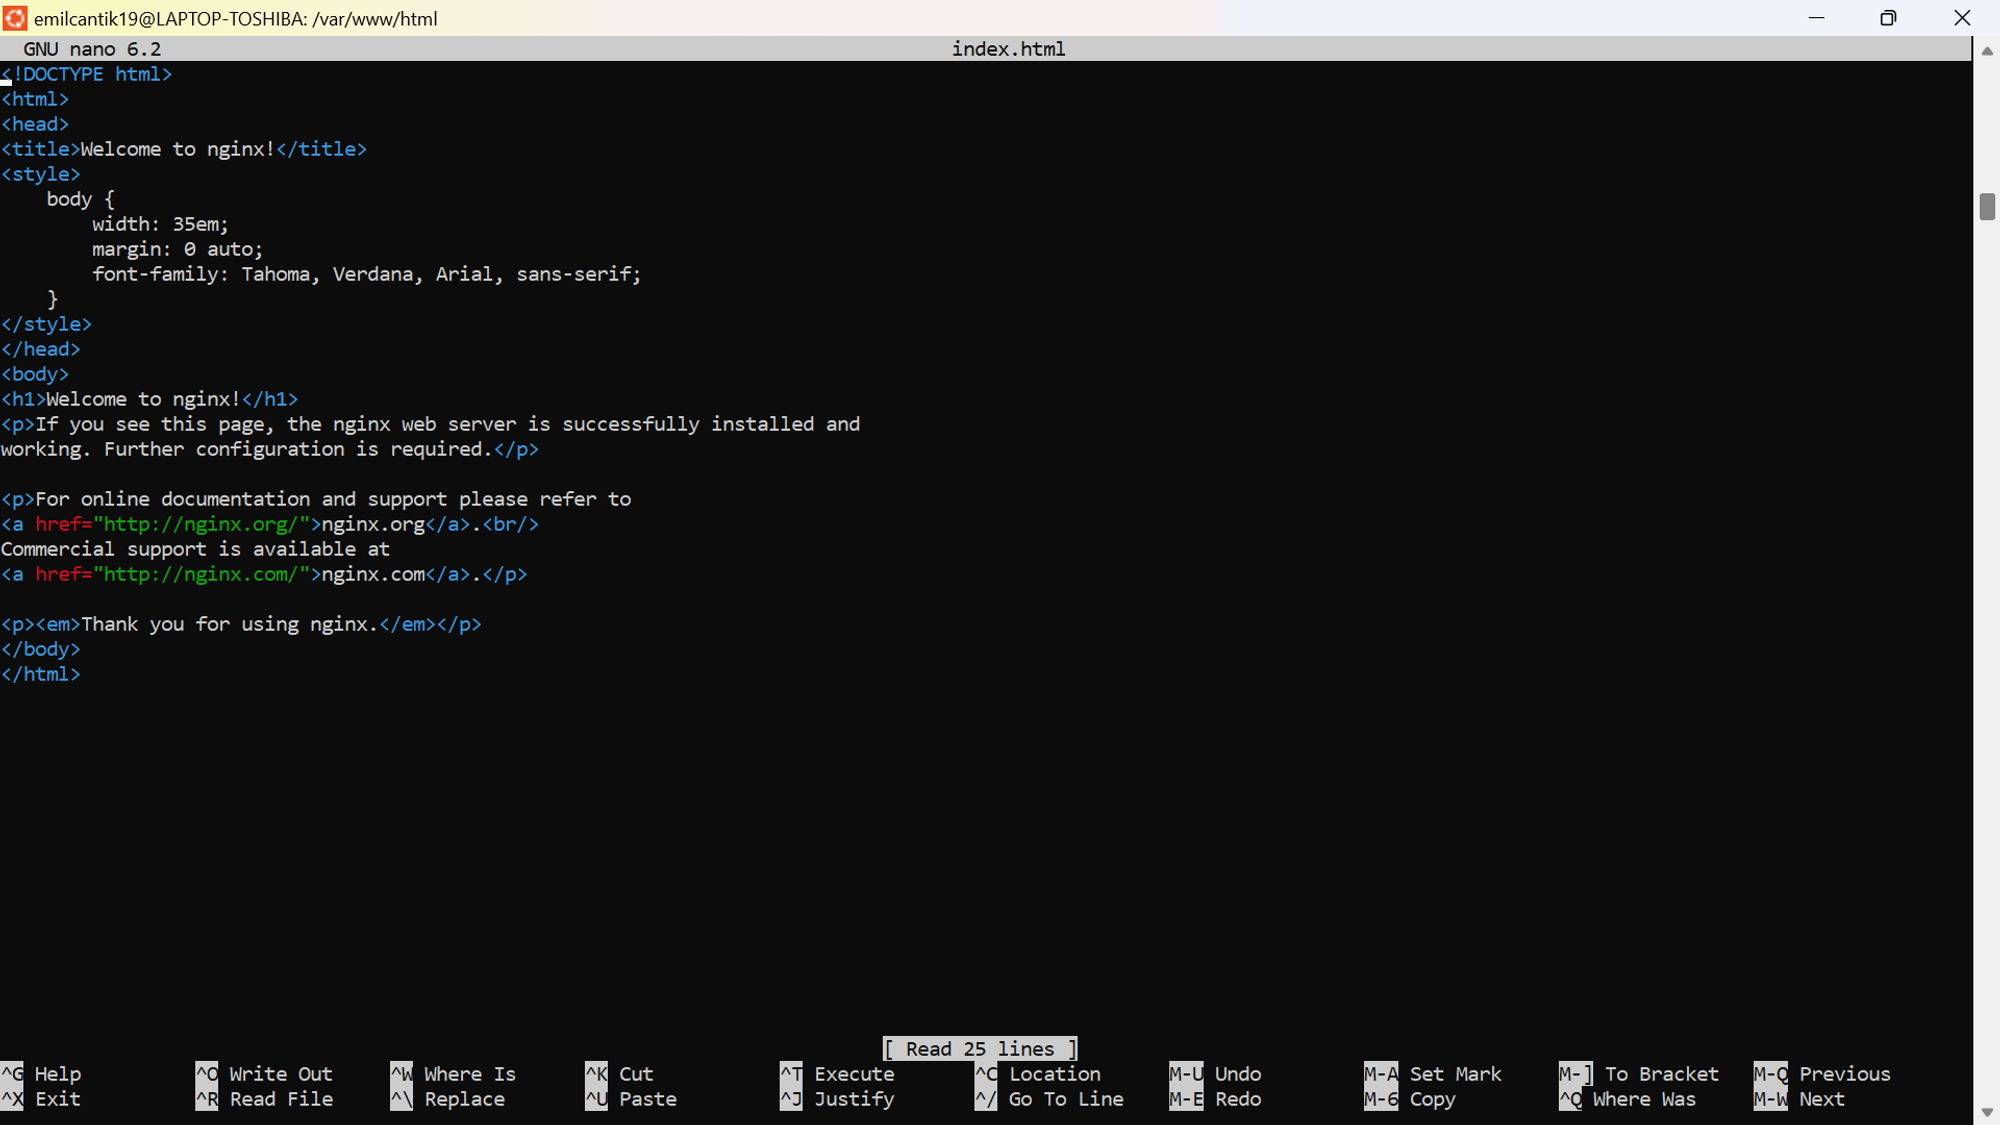 emilcantik19@LAPTOP-TOSHIBA: /var/www/html
GNU nano 6.2 index.html
<!DOCTYPE html>
<html>
<head>
<title>Welcome to nginx!</title>
<style>
    body {
        width: 35em;
        margin: 0 auto;
        font-family: Tahoma, Verdana, Arial, sans-serif;
    }
</style>
</head>
<body>
<h1>Welcome to nginx!</h1>
<p>If you see this page, the nginx web server is successfully installed and
working. Further configuration is required.</p>

<p>For online documentation and support please refer to
<a href="http://nginx.org/">nginx.org</a>.<br/>
Commercial support is available at
<a href="http://nginx.com/">nginx.com</a>.</p>

<p><em>Thank you for using nginx.</em></p>
</body>
</html>
[ Read 25 lines ]
^G Help ^O Write Out ^W Where Is ^K Cut ^T Execute ^C Location M-U Undo M-A Set Mark M-] To Bracket M-Q Previous
^X Exit ^R Read File ^\ Replace ^U Paste ^J Justify ^/ Go To Line M-E Redo M-6 Copy ^Q Where Was M-W Next